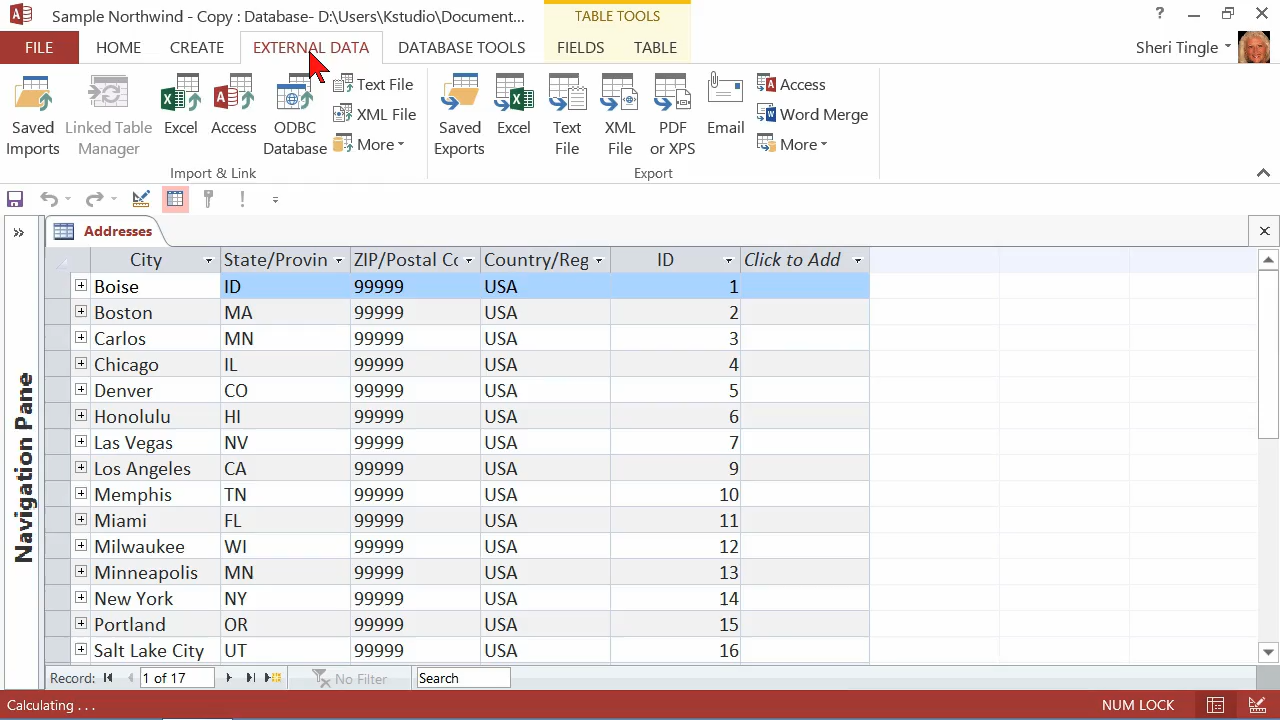 Sample Northwind - Copy : Database- D:\Users\Kstudio\Document...
TABLE TOOLS
?
FILE
HOME
CREATE
EXTERNAL DATA
DATABASE TOOLS
FIELDS
TABLE
Sheri Tingle
Saved Imports
Linked Table Manager
Excel
Access
ODBC Database
Text File
XML File
More
Import & Link
Saved Exports
Excel
Text File
XML File
PDF or XPS
Email
Access
Word Merge
More
Export
Navigation Pane
Addresses
City State/Provin ZIP/Postal Co Country/Reg ID Click to Add
Boise ID 99999 USA 1
Boston MA 99999 USA 2
Carlos MN 99999 USA 3
Chicago IL 99999 USA 4
Denver CO 99999 USA 5
Honolulu HI 99999 USA 6
Las Vegas NV 99999 USA 7
Los Angeles CA 99999 USA 9
Memphis TN 99999 USA 10
Miami FL 99999 USA 11
Milwaukee WI 99999 USA 12
Minneapolis MN 99999 USA 13
New York NY 99999 USA 14
Portland OR 99999 USA 15
Salt Lake City UT 99999 USA 16
Record: 1 of 17 No Filter Search
Calculating . . . NUM LOCK